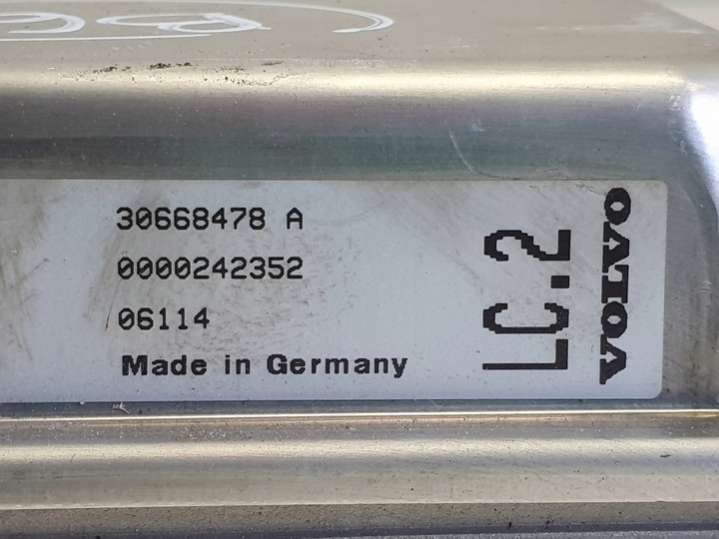 30668478 A
0000242352
06114
Made in Germany
LC.2
VOLVO